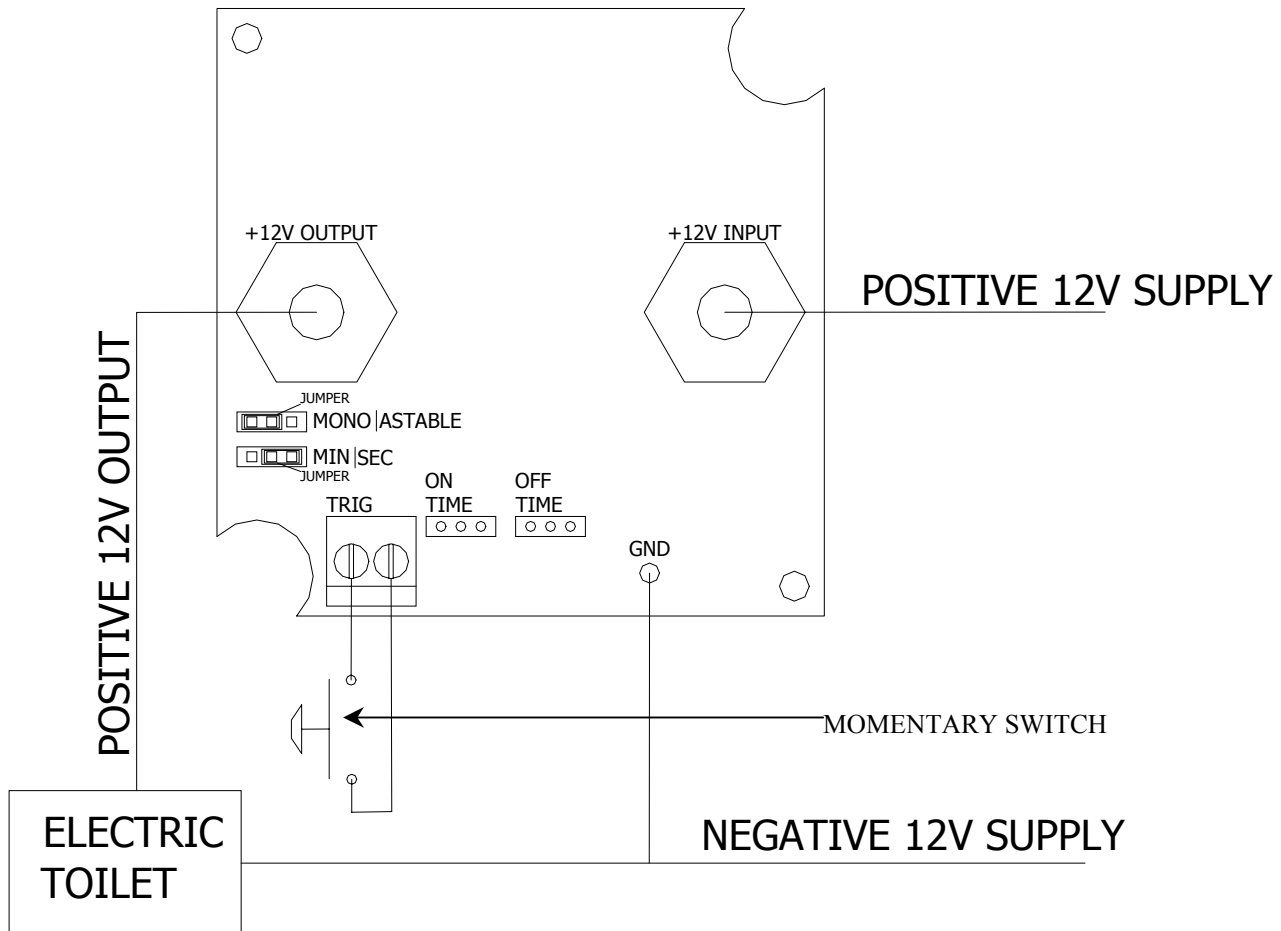 +12V OUTPUT
+12V INPUT
POSITIVE 12V SUPPLY
POSITIVE 12V OUTPUT
JUMPER
MONO|ASTABLE
MIN|SEC
JUMPER
ON
TIME
OFF
TIME
TRIG
GND
MOMENTARY SWITCH
ELECTRIC
TOILET
NEGATIVE 12V SUPPLY